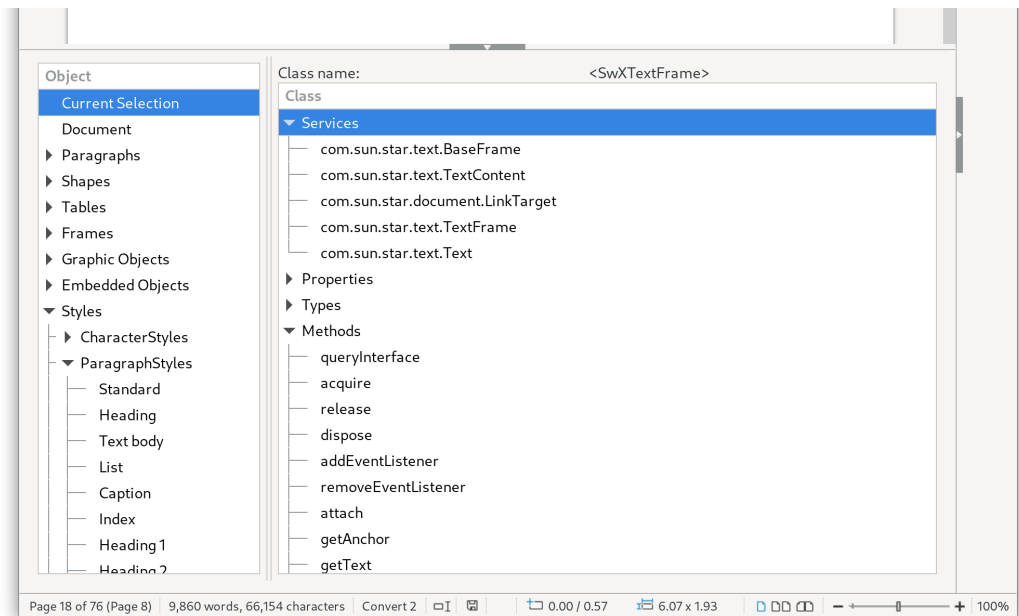 Object
Current Selection
Document
Paragraphs
Shapes
Tables
Frames
Graphic Objects
Embedded Objects
Styles
CharacterStyles
ParagraphStyles
Standard
Heading
Text body
List
Caption
Index
Heading 1
Heading 2
Class name: <SwXTextFrame>
Class
Services
com.sun.star.text.BaseFrame
com.sun.star.text.TextContent
com.sun.star.document.LinkTarget
com.sun.star.text.TextFrame
com.sun.star.text.Text
Properties
Types
Methods
queryInterface
acquire
release
dispose
addEventListener
removeEventListener
attach
getAnchor
getText
Page 18 of 76 (Page 8) 9,860 words, 66,154 characters Convert 2 0.00 / 0.57 6.07 x 1.93 100%